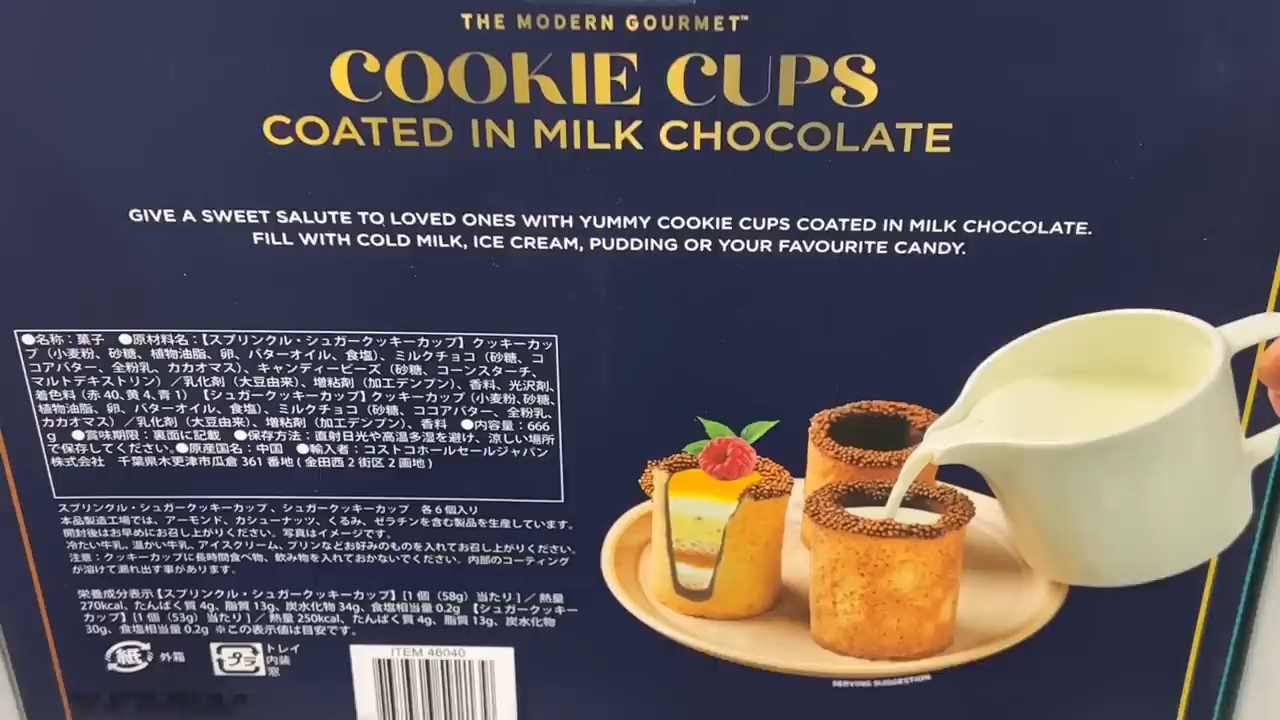 THE MODERN GOURMET™
COOKIE CUPS
COATED IN MILK CHOCOLATE
GIVE A SWEET SALUTE TO LOVED ONES WITH YUMMY COOKIE CUPS COATED IN MILK CHOCOLATE.
FILL WITH COLD MILK, ICE CREAM, PUDDING OR YOUR FAVOURITE CANDY.
●名称：菓子 ●原材料名：【スプリンクル・シュガークッキーカップ】クッキーカッ
プ（小麦粉、砂糖、植物油脂、卵、バターオイル、食塩）、ミルクチョコ（砂糖、コ
コアバター、全粉乳、カカオマス）、キャンディービーズ（砂糖、コーンスターチ、
マルトデキストリン）／乳化剤（大豆由来）、増粘剤（加工デンプン）、香料、光沢剤、
着色料（赤40、黄4、青1）【シュガークッキーカップ】クッキーカップ（小麦粉、砂糖、
植物油脂、卵、バターオイル、食塩）、ミルクチョコ（砂糖、ココアバター、全粉乳、
カカオマス）／乳化剤（大豆由来）、増粘剤（加工デンプン）、香料 ●内容量：666
g ●賞味期限：裏面に記載 ●保存方法：直射日光や高温多湿を避け、涼しい場所
で保存してください。●原産国名：中国 ●輸入者：コストコホールセールジャパン
株式会社 千葉県木更津市瓜倉 361 番地（金田西 2 街区 2 画地）
スプリンクル・シュガークッキーカップ、シュガークッキーカップ 各6個入り
本品製造工場では、アーモンド、カシューナッツ、くるみ、ゼラチンを含む製品を生産しています。
開封後はお早めにお召し上がりください。写真はイメージです。
冷たい牛乳、温かい牛乳、アイスクリーム、プリンなどお好みのものを入れてお召し上がりください。
注意：クッキーカップに長時間食べ物、飲み物を入れておかないでください。内部のコーティング
が溶けて漏れ出す事があります。
栄養成分表示【スプリンクル・シュガークッキーカップ】[1 個（58g）当たり]／熱量
270kcal、たんぱく質 4g、脂質 13g、炭水化物 34g、食塩相当量 0.2g 【シュガークッキー
カップ】[1 個（53g）当たり]／熱量 250kcal、たんぱく質 4g、脂質 13g、炭水化物
30g、食塩相当量 0.2g ※この表示値は目安です。
紙 外箱 プラ トレイ
内装
窓
ITEM 46040
SERVING SUGGESTION